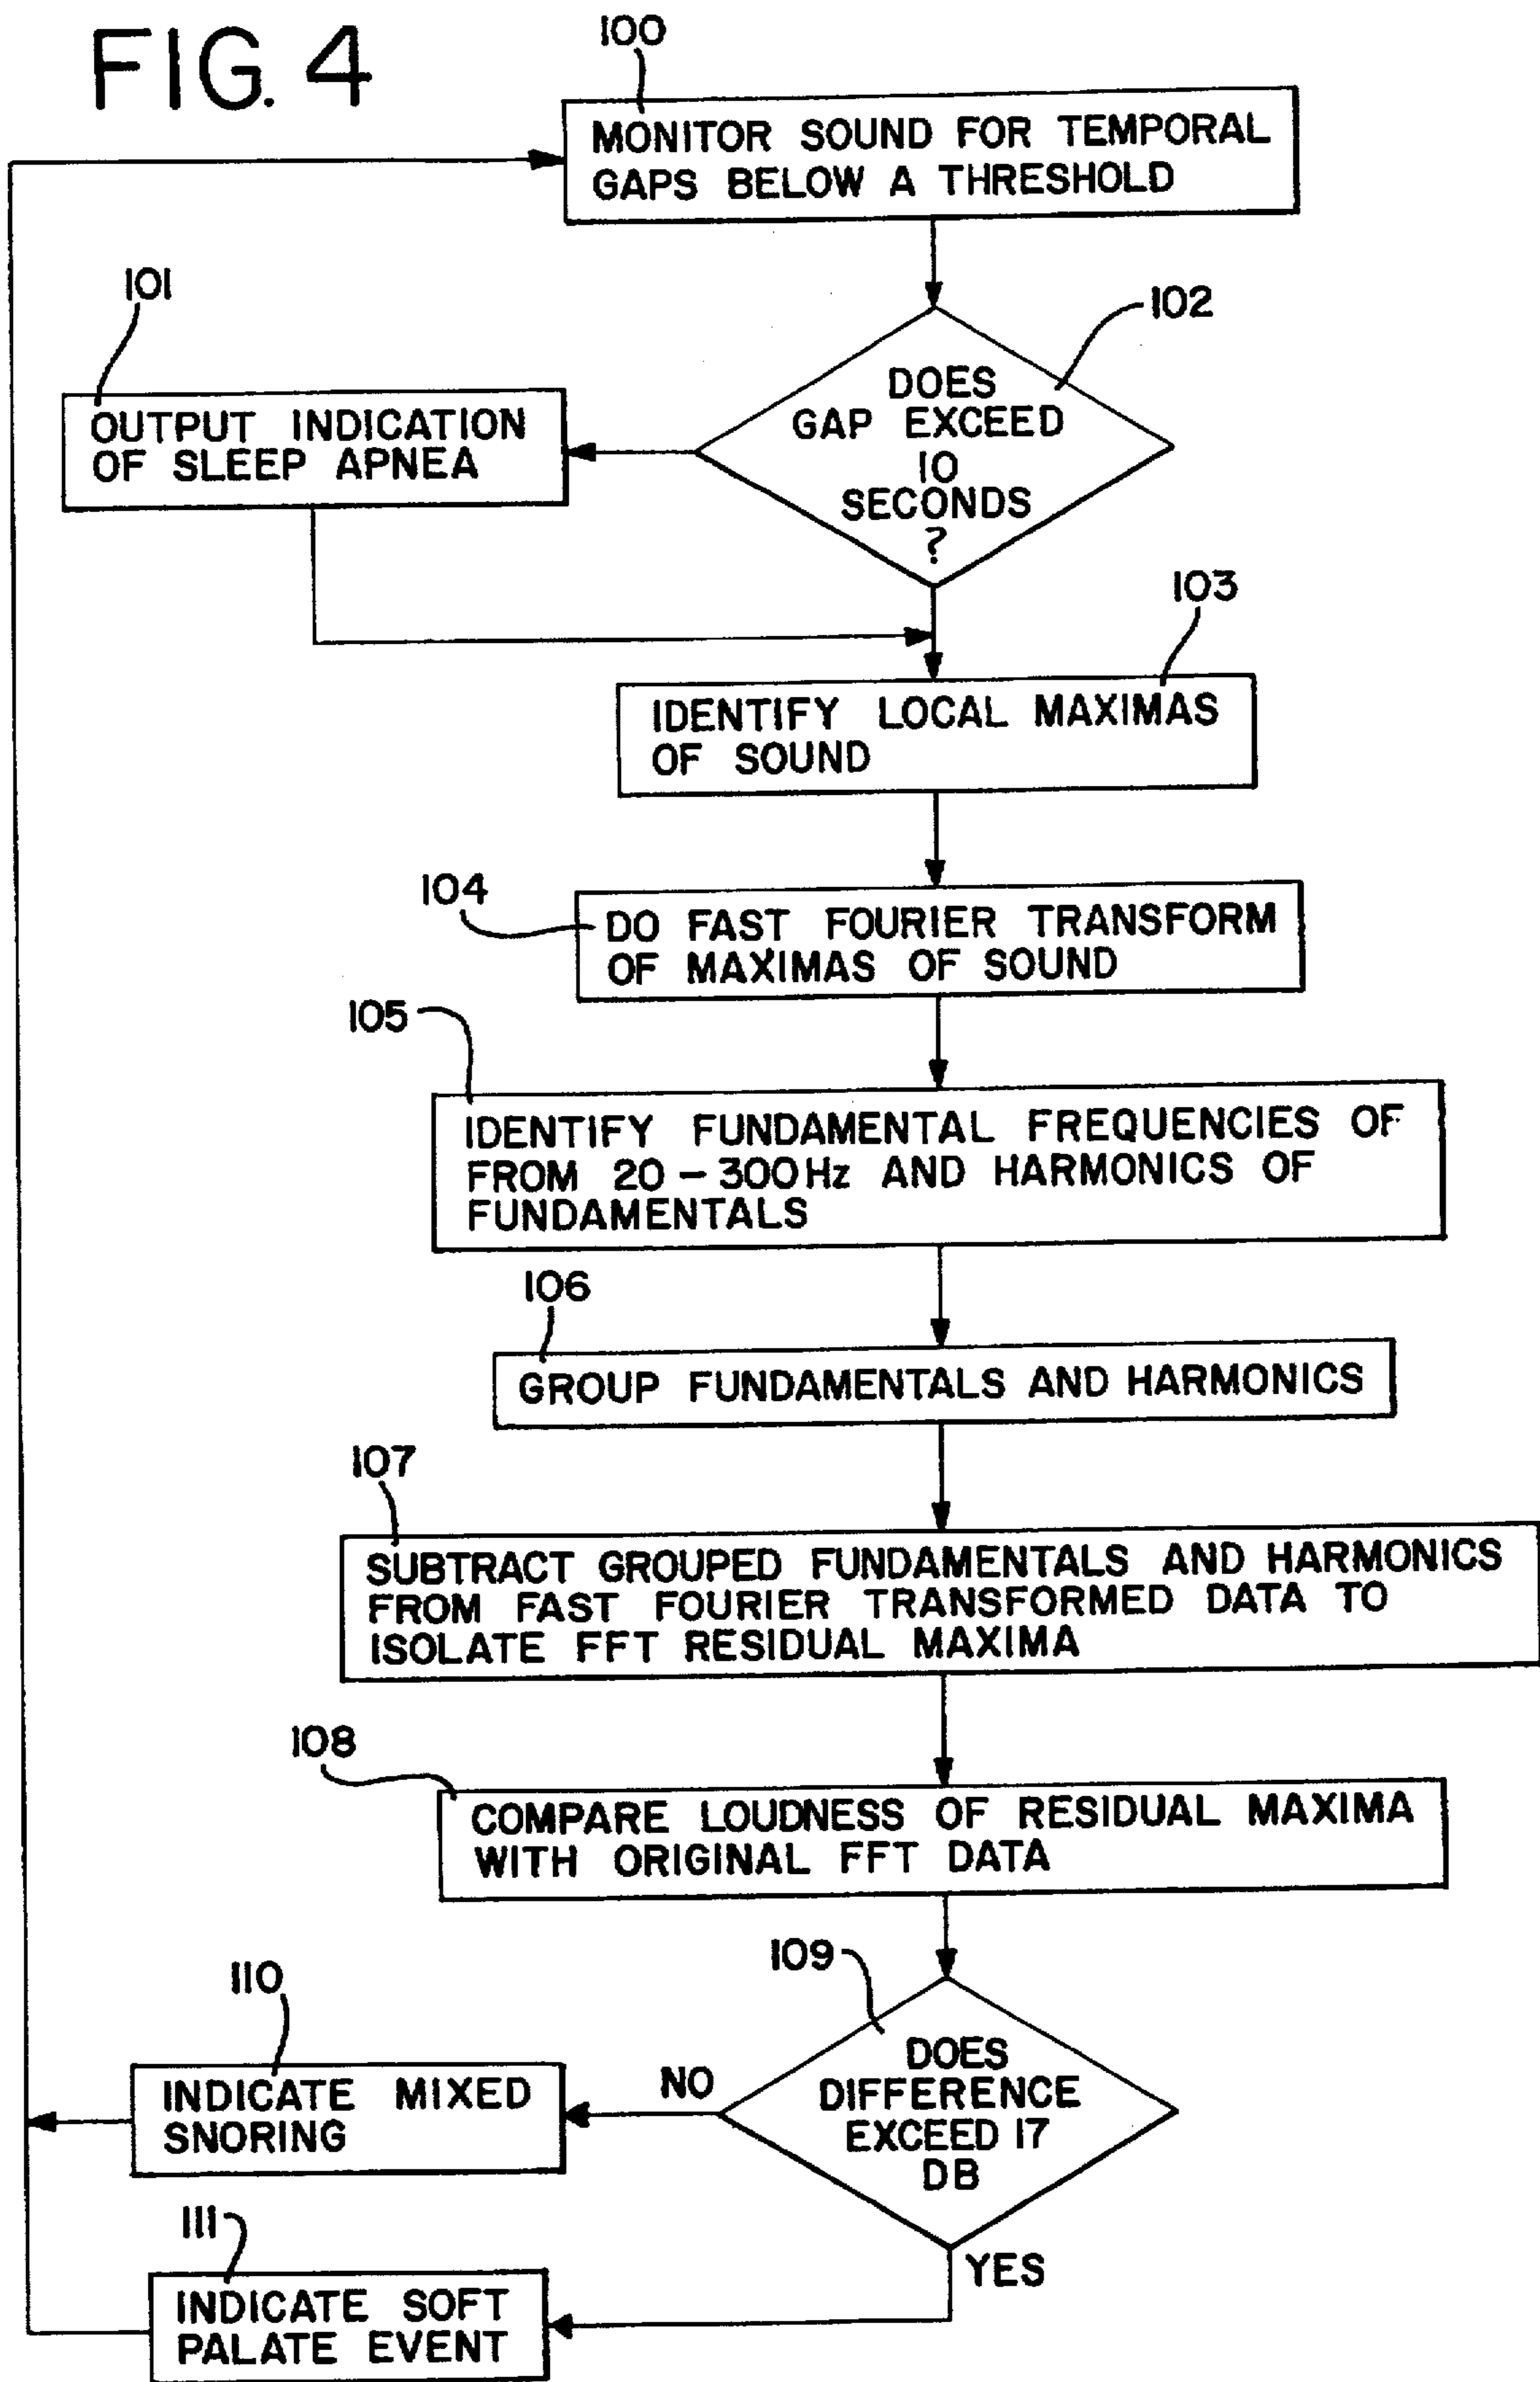 FIG. 4
100
MONITOR SOUND FOR TEMPORAL
GAPS BELOW A THRESHOLD
101
OUTPUT INDICATION
OF SLEEP APNEA
102
DOES
GAP EXCEED
10
SECONDS
?
103
IDENTIFY LOCAL MAXIMAS
OF SOUND
104
DO FAST FOURIER TRANSFORM
OF MAXIMAS OF SOUND
105
IDENTIFY FUNDAMENTAL FREQUENCIES OF
FROM 20 – 300 Hz AND HARMONICS OF
FUNDAMENTALS
106
GROUP FUNDAMENTALS AND HARMONICS
107
SUBTRACT GROUPED FUNDAMENTALS AND HARMONICS
FROM FAST FOURIER TRANSFORMED DATA TO
ISOLATE FFT RESIDUAL MAXIMA
108
COMPARE LOUDNESS OF RESIDUAL MAXIMA
WITH ORIGINAL FFT DATA
109
DOES
DIFFERENCE
EXCEED 17
DB
NO
110
INDICATE MIXED
SNORING
YES
111
INDICATE SOFT
PALATE EVENT